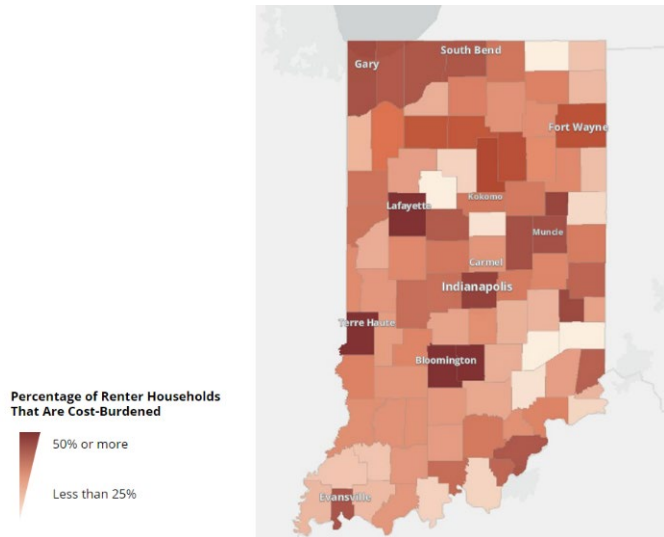 South Bend
Gary
Fort Wayne
Kokomo
Lafayette
Muncie
Carmel
Indianapolis
Terre Haute
Bloomington
Percentage of Renter Households
That Are Cost-Burdened
50% or more
Less than 25%
Evansville